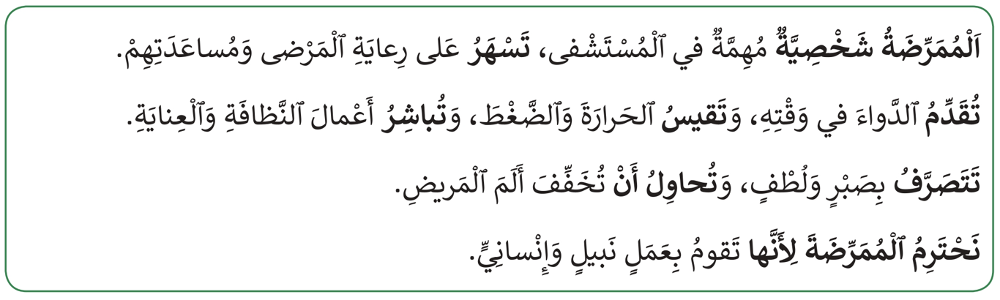 اَلْمُمَرِّضَةُ شَخْصِيَّةٌ مُهِمَّةٌ في ٱلْمُسْتَشْفى، تَسْهَرُ عَلى رِعايَةِ ٱلْمَرْضى وَمُساعَدَتِهِمْ.
تُقَدِّمُ ٱلدَّواءَ في وَقْتِهِ، وَتَقيسُ ٱلحَرارَةَ وَٱلضَّغْطَ، وَتُباشِرُ أَعْمالَ ٱلنَّظافَةِ وَٱلْعِنايَةِ.
تَتَصَرَّفُ بِصَبْرٍ وَلُطْفٍ، وَتُحاوِلُ أَنْ تُخَفِّفَ أَلَمَ ٱلْمَريضِ.
نَحْتَرِمُ ٱلْمُمَرِّضَةَ لِأَنَّها تَقومُ بِعَمَلٍ نَبيلٍ وَإِنْسانِيٍّ.